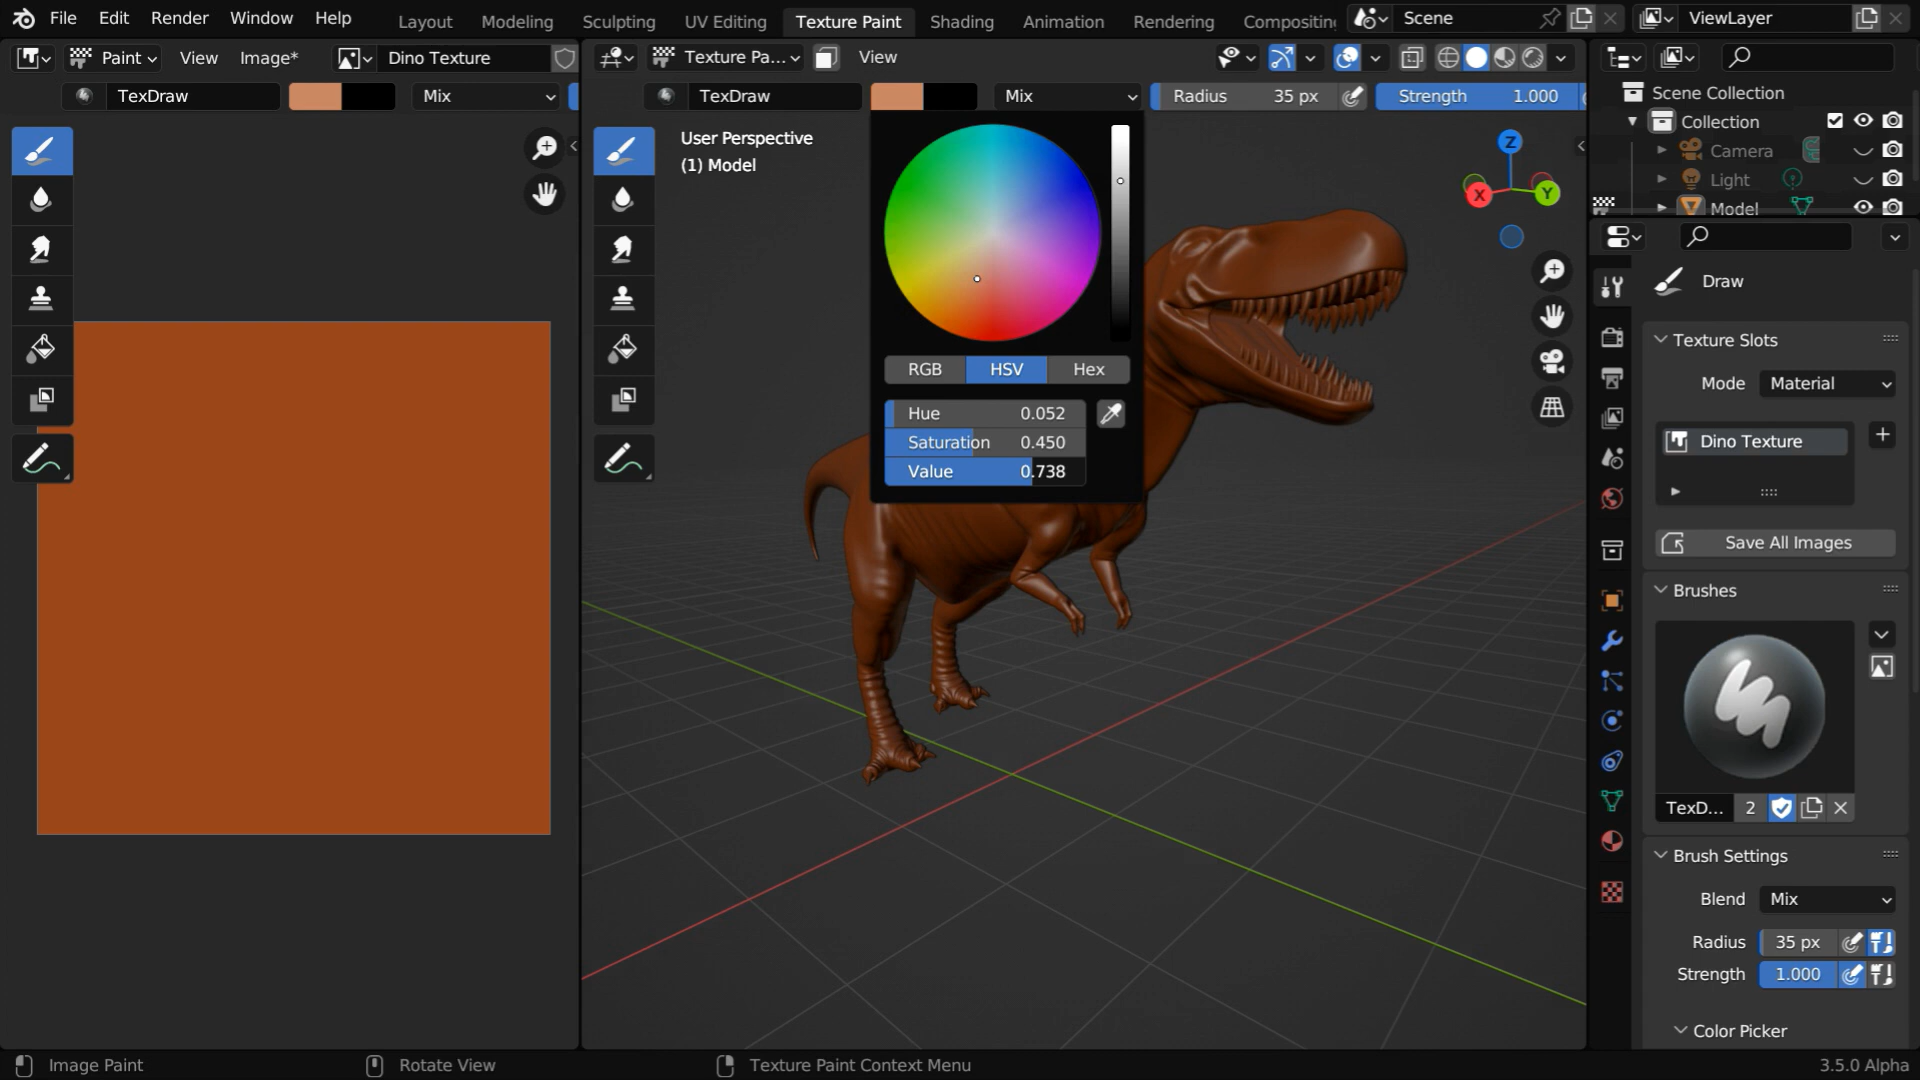 File Edit Render Window Help Layout Modeling Sculpting UV Editing Texture Paint Shading Animation Rendering Compositin Scene ViewLayer
Paint View Image* Dino Texture Texture Pa... View
TexDraw Mix TexDraw Mix Radius 35 px Strength 1.000
User Perspective
(1) Model
RGB HSV Hex
Hue 0.052
Saturation 0.450
Value 0.738
Z
X Y
Scene Collection
Collection
Camera
Light
Model
Draw
Texture Slots
Mode Material
Dino Texture
Save All Images
Brushes
TexD... 2
Brush Settings
Blend Mix
Radius 35 px
Strength 1.000
Color Picker
Image Paint Rotate View Texture Paint Context Menu 3.5.0 Alpha